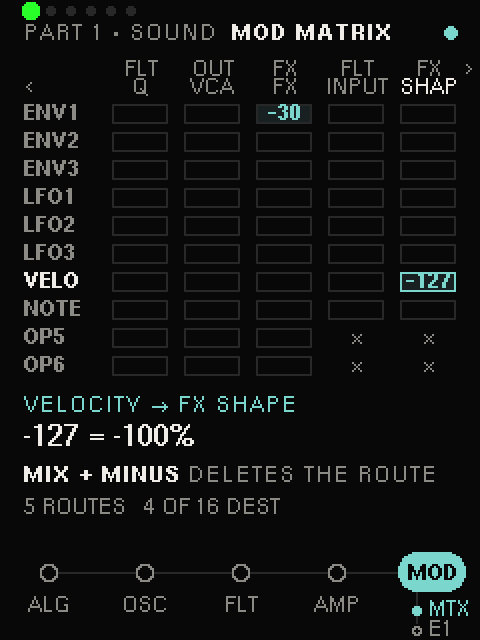 PART 1 · SOUND MOD MATRIX
FLT OUT FX FLT FX >
< Q VCA FX INPUT SHAP
ENV1 -30
ENV2
ENV3
LFO1
LFO2
LFO3
VELO -127
NOTE
OP5 × ×
OP6 × ×
VELOCITY → FX SHAPE
-127 = -100%
MIX + MINUS DELETES THE ROUTE
5 ROUTES 4 OF 16 DEST
MOD
ALG OSC FLT AMP
MTX
E1